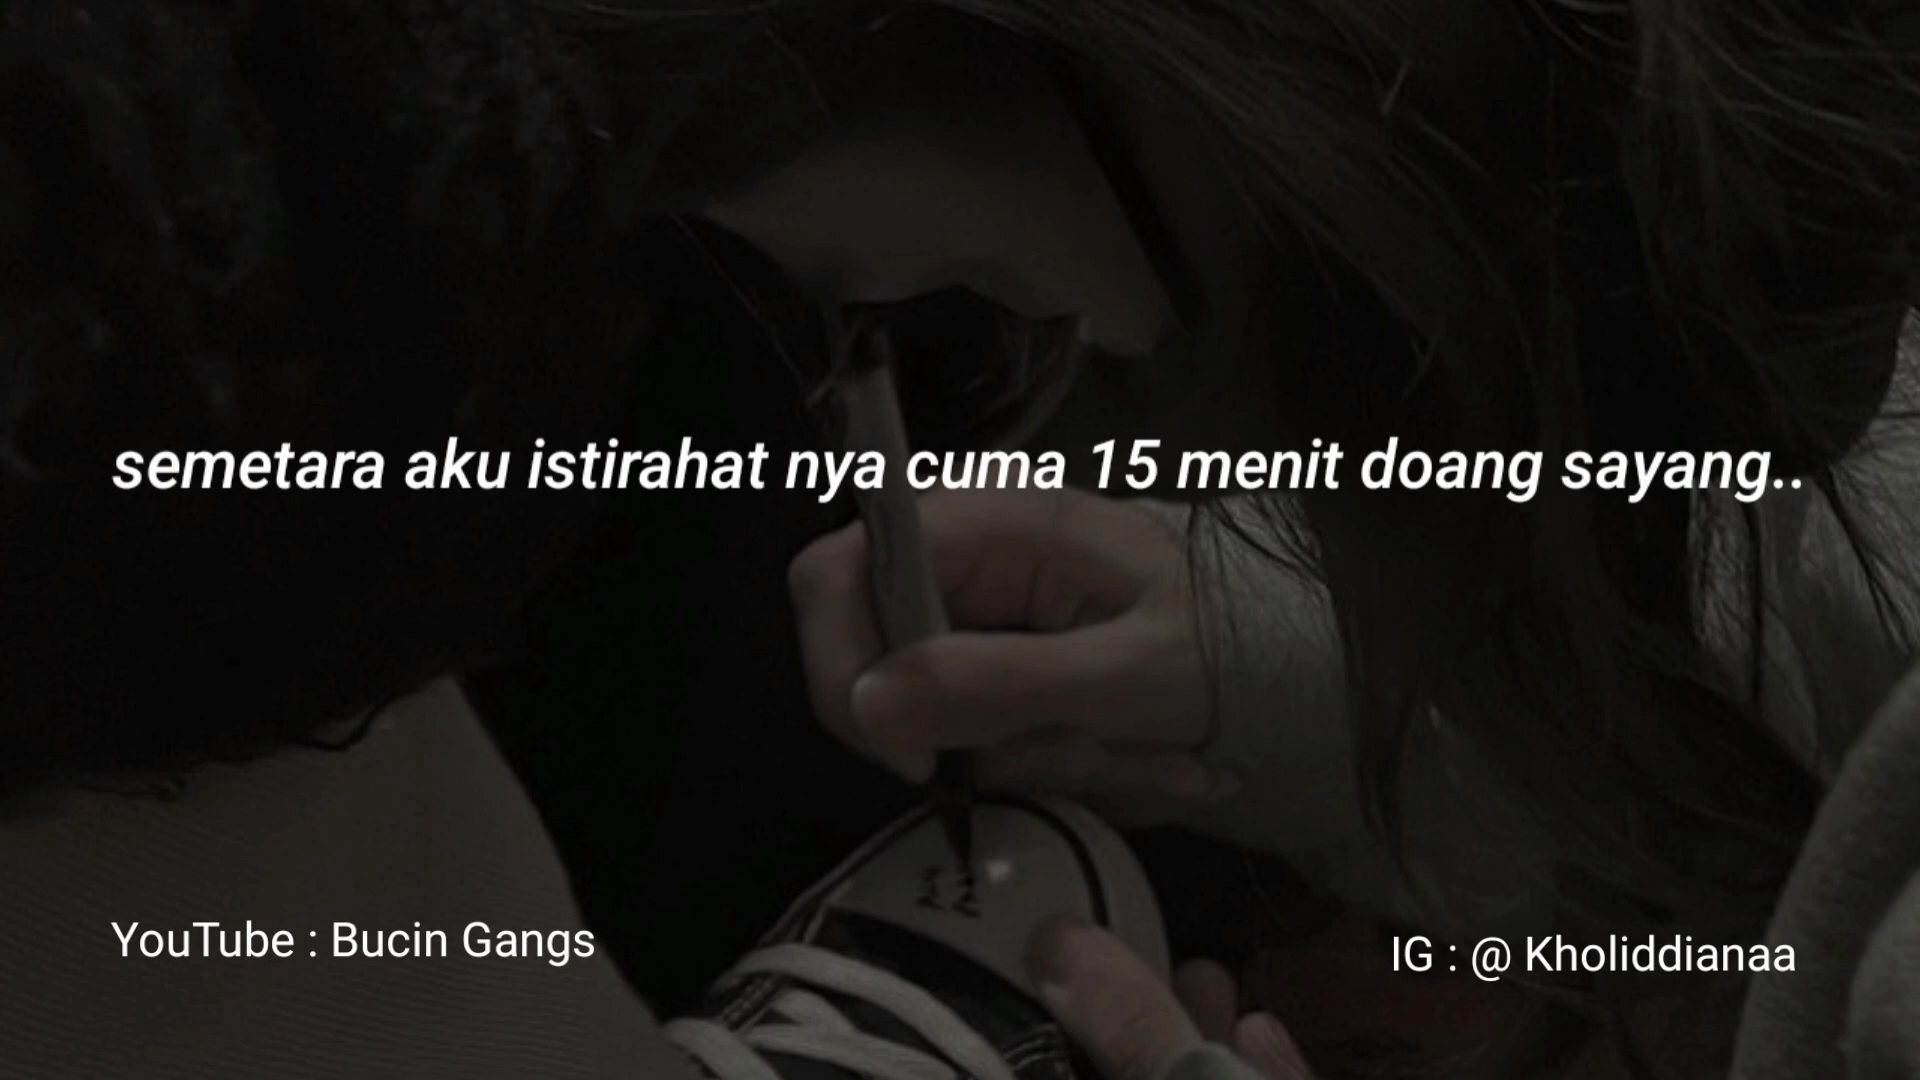 semetara aku istirahat nya cuma 15 menit doang sayang..
YouTube : Bucin Gangs
IG : @ Kholiddianaa